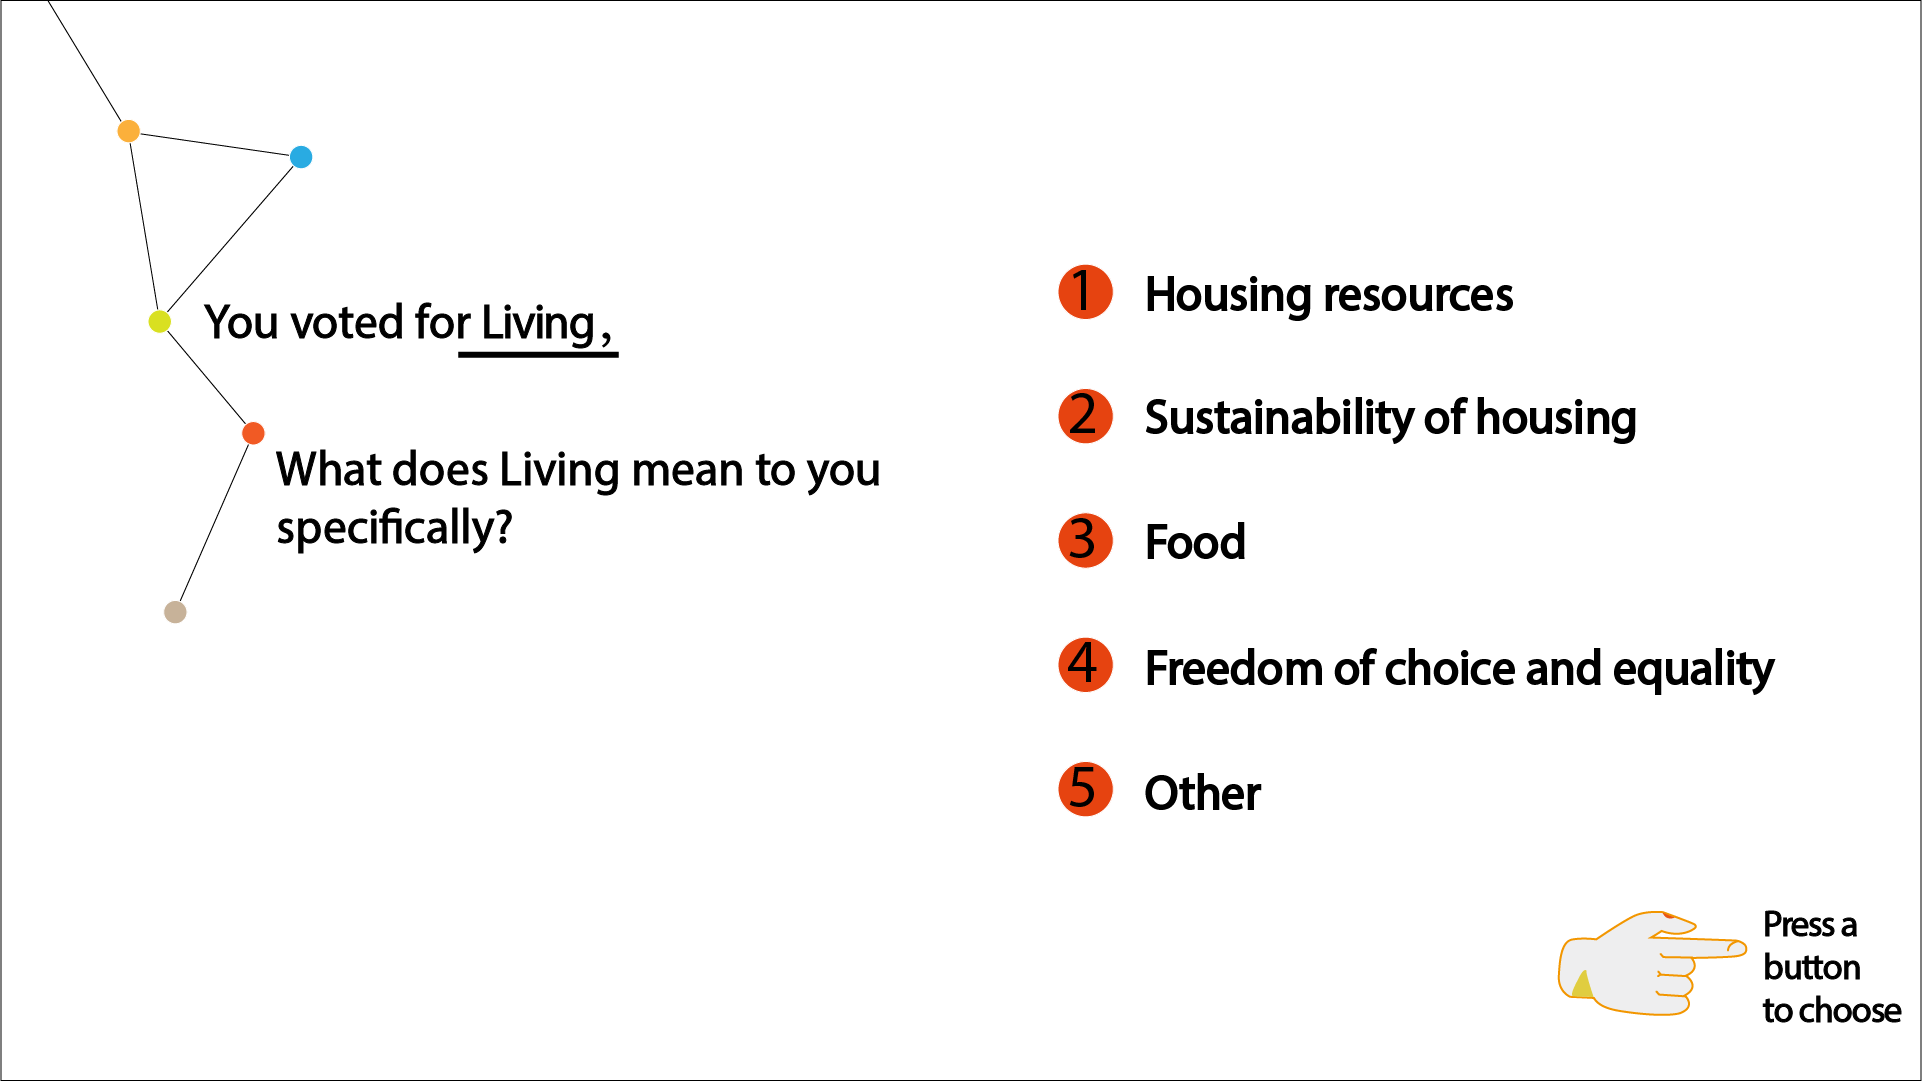 You voted for Living,
What does Living mean to you
specifically?
1 Housing resources
2 Sustainability of housing
3 Food
4 Freedom of choice and equality
5 Other
Press a
button
to choose